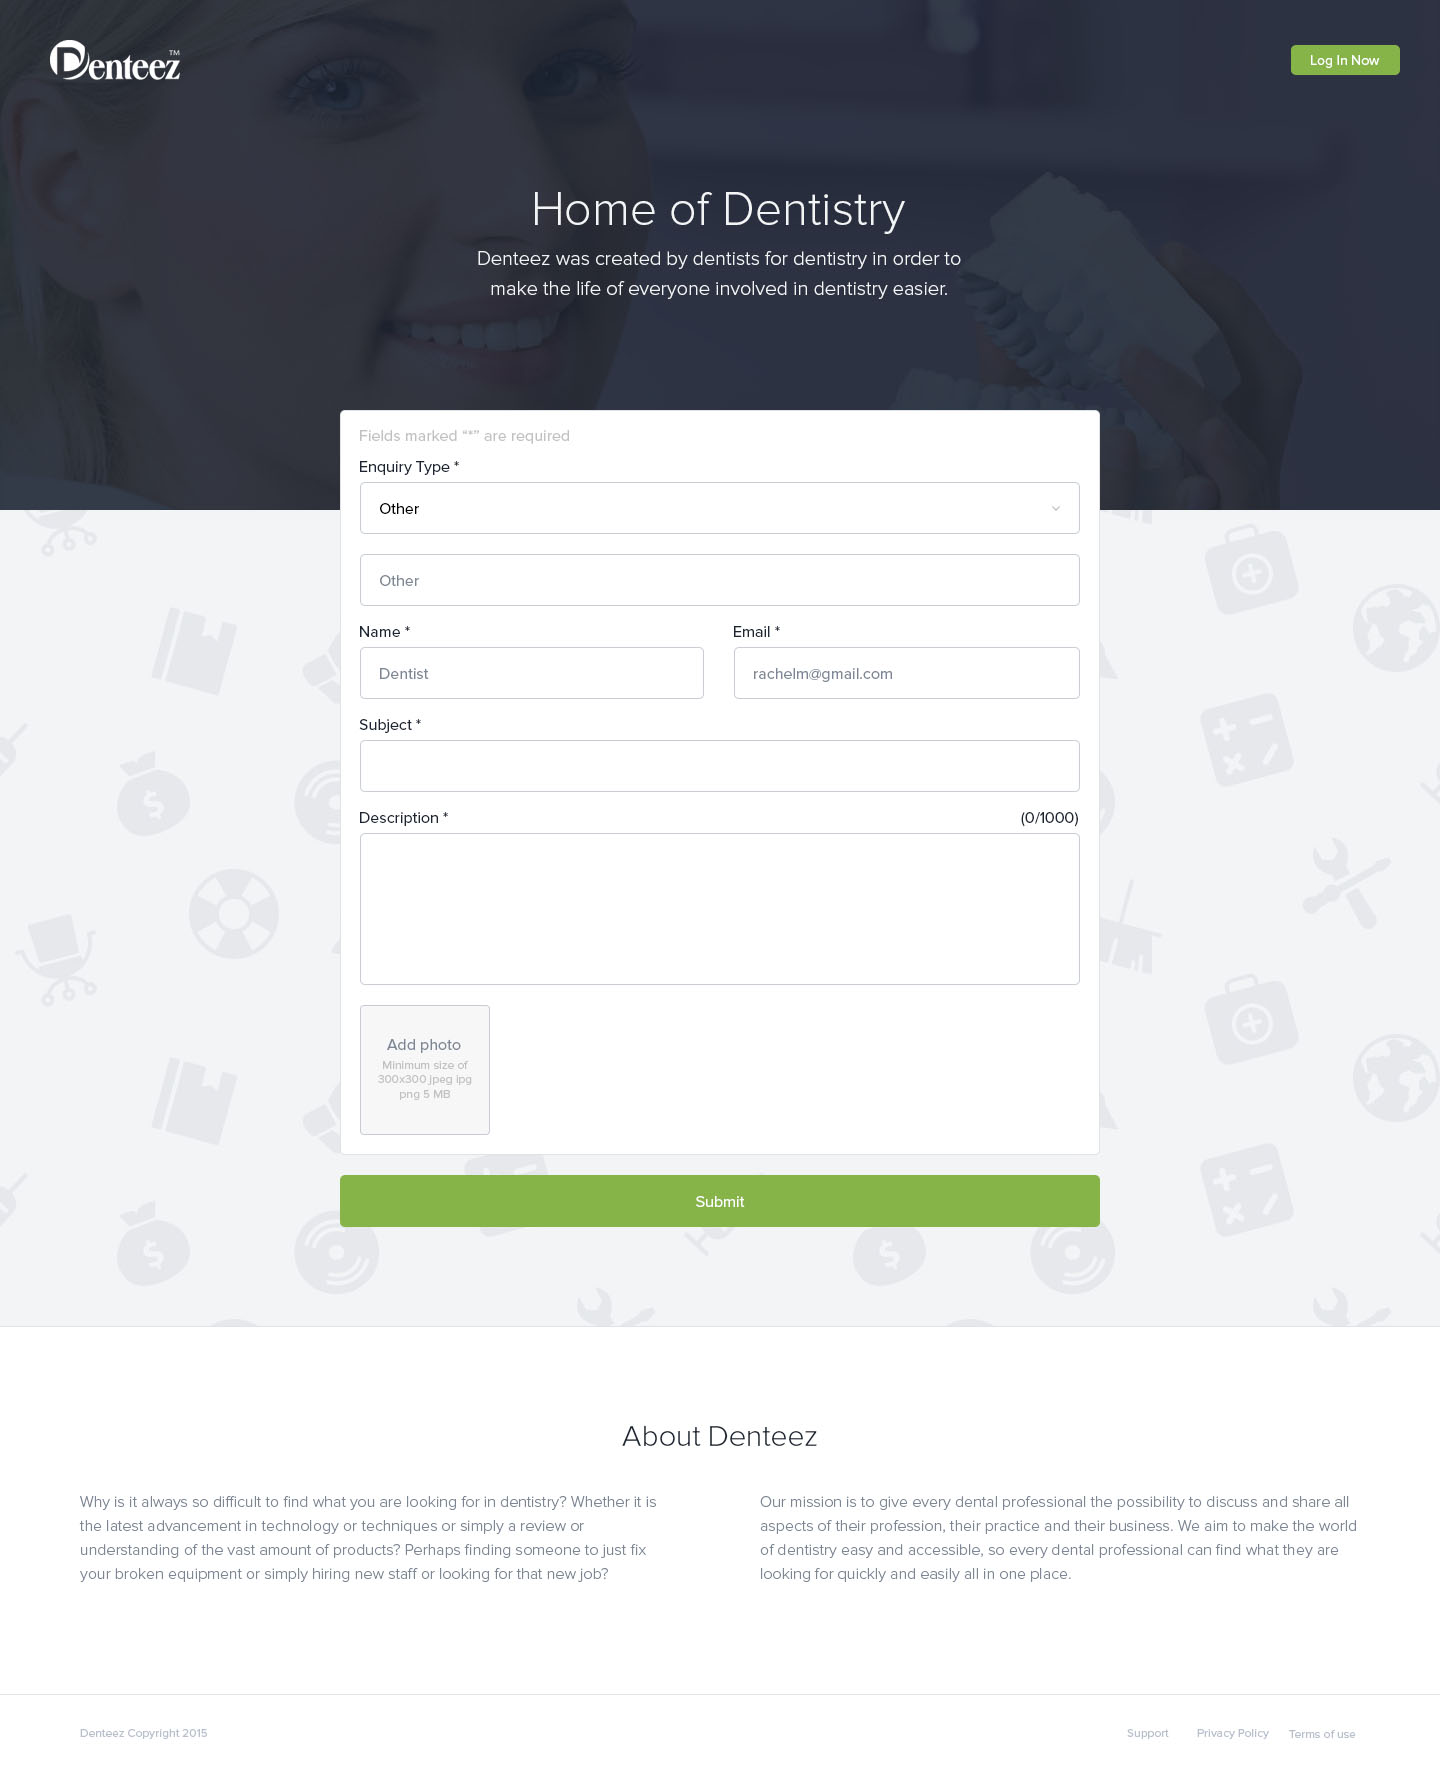 Denteez™
Log In Now
Home of Dentistry
Denteez was created by dentists for dentistry in order to
make the life of everyone involved in dentistry easier.
Fields marked “*” are required
Enquiry Type *
Other
Other
Name *
Email *
Dentist
rachelm@gmail.com
Subject *
Description *
(0/1000)
Add photo
Minimum size of
300x300 jpeg ipg
png 5 MB
Submit
About Denteez
Why is it always so difficult to find what you are looking for in dentistry? Whether it is
the latest advancement in technology or techniques or simply a review or
understanding of the vast amount of products? Perhaps finding someone to just fix
your broken equipment or simply hiring new staff or looking for that new job?
Our mission is to give every dental professional the possibility to discuss and share all
aspects of their profession, their practice and their business. We aim to make the world
of dentistry easy and accessible, so every dental professional can find what they are
looking for quickly and easily all in one place.
Denteez Copyright 2015
Support
Privacy Policy
Terms of use